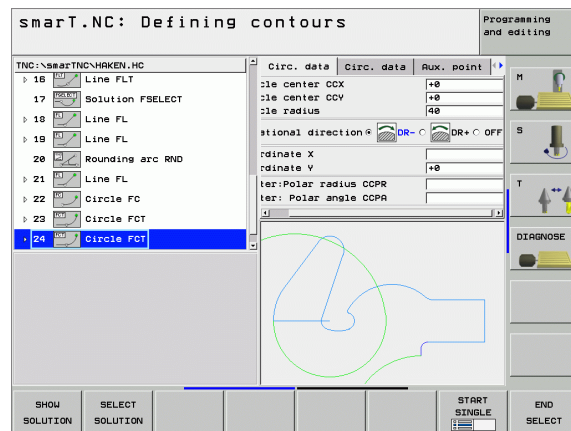 smarT.NC: Defining contours
Programming
and editing
TNC:\smarTNC\HAKEN.HC
16 Line FLT
17 Solution FSELECT
18 Line FL
19 Line FL
20 Rounding arc RND
21 Line FL
22 Circle FC
23 Circle FCT
24 Circle FCT
Circ. data Circ. data Aux. point
cle center CCX +0
cle center CCY +0
cle radius 40
ational direction DR- DR+ OFF
rdinate X
rdinate Y +0
ter:Polar radius CCPR
ter: Polar angle CCPA
M
S
T
DIAGNOSE
SHOW
SOLUTION
SELECT
SOLUTION
START
SINGLE
END
SELECT